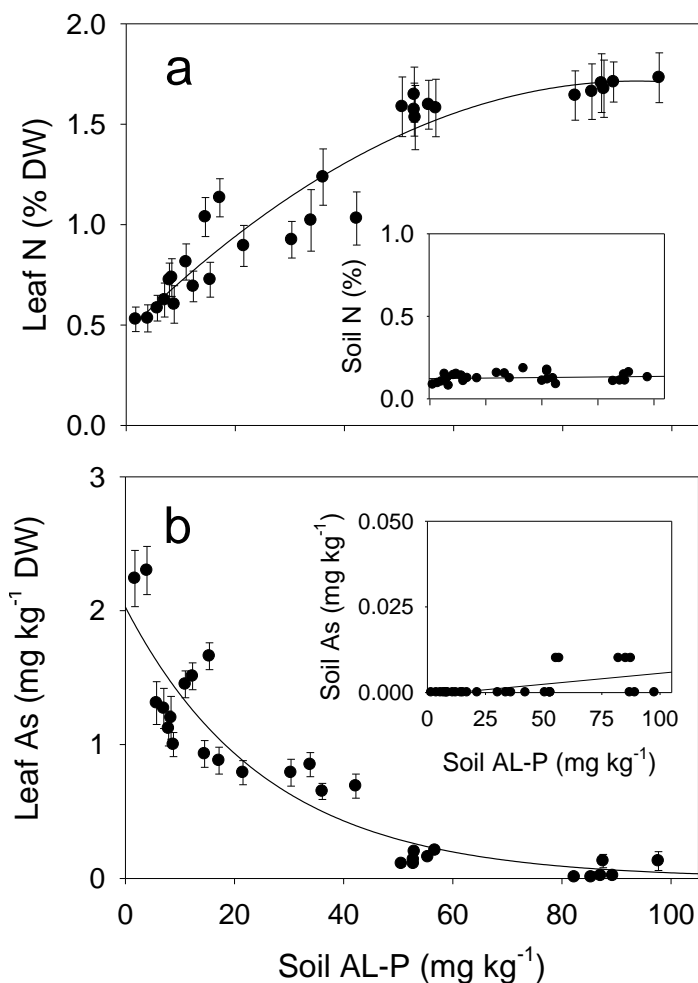 a
Leaf N (% DW)
2.0
1.5
1.0
0.5
0.0
Soil N (%)
1.0
0.5
0.0
b
Leaf As (mg kg⁻¹ DW)
3
2
1
0
Soil As (mg kg⁻¹)
0.050
0.025
0.000
0 25 50 75 100
Soil AL-P (mg kg⁻¹)
0 20 40 60 80 100
Soil AL-P (mg kg⁻¹)